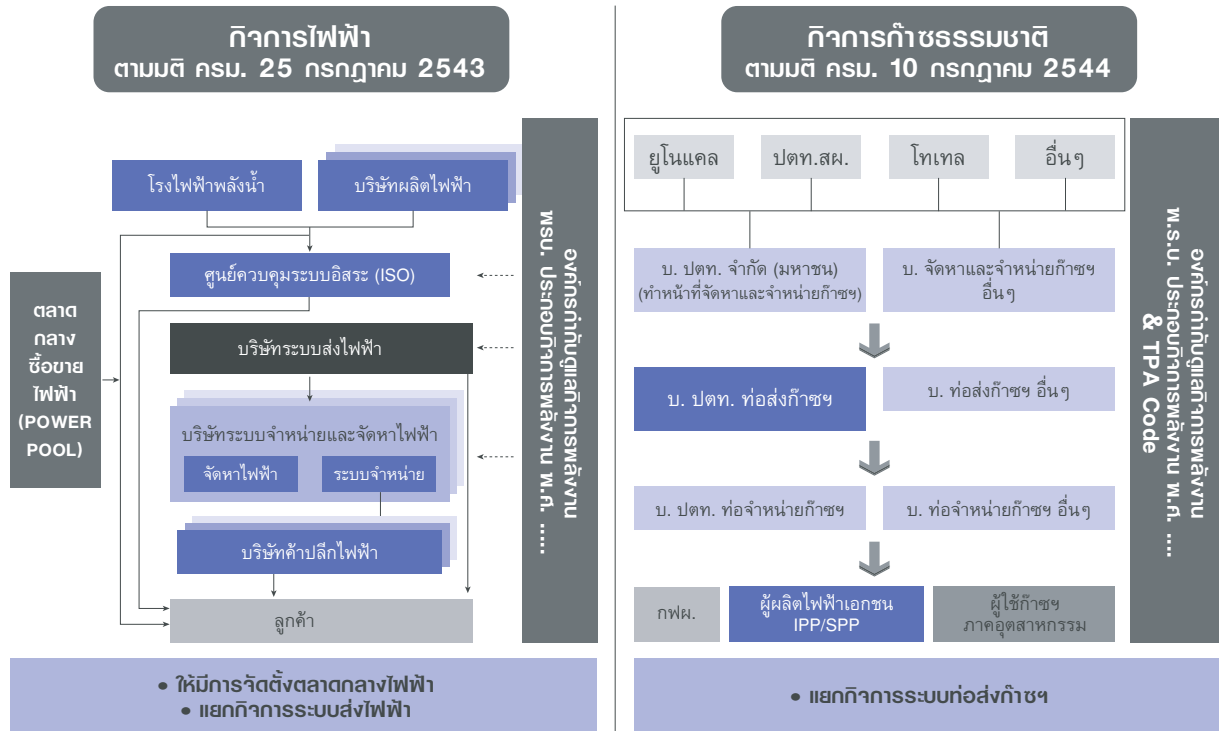 กิจการไฟฟ้า
ตามมติ ครม. 25 กรกฎาคม 2543
โรงไฟฟ้าพลังน้ำ
บริษัทผลิตไฟฟ้า
ศูนย์ควบคุมระบบอิสระ (ISO)
ตลาด
กลาง
ซื้อขาย
ไฟฟ้า
(POWER
POOL)
บริษัทระบบส่งไฟฟ้า
บริษัทระบบจำหน่ายและจัดหาไฟฟ้า
จัดหาไฟฟ้า
ระบบจำหน่าย
บริษัทค้าปลีกไฟฟ้า
ลูกค้า
องค์กรกำกับดูแลกิจการพลังงาน
พรบ. ประกอบกิจการพลังงาน พ.ศ. ....
• ให้มีการจัดตั้งตลาดกลางไฟฟ้า
• แยกกิจการระบบส่งไฟฟ้า
กิจการก๊าซธรรมชาติ
ตามมติ ครม. 10 กรกฎาคม 2544
ยูโนแคล
ปตท.สผ.
โทเทล
อื่นๆ
บ. ปตท. จำกัด (มหาชน)
(ทำหน้าที่จัดหาและจำหน่ายก๊าซฯ)
บ. จัดหาและจำหน่ายก๊าซฯ
อื่นๆ
บ. ปตท. ท่อส่งก๊าซฯ
บ. ท่อส่งก๊าซฯ อื่นๆ
บ. ปตท. ท่อจำหน่ายก๊าซฯ
บ. ท่อจำหน่ายก๊าซฯ อื่นๆ
กฟผ.
ผู้ผลิตไฟฟ้าเอกชน
IPP/SPP
ผู้ใช้ก๊าซฯ
ภาคอุตสาหกรรม
องค์กรกำกับดูแลกิจการพลังงาน
พ.ร.บ. ประกอบกิจการพลังงาน พ.ศ. ....
& TPA Code
• แยกกิจการระบบท่อส่งก๊าซฯ